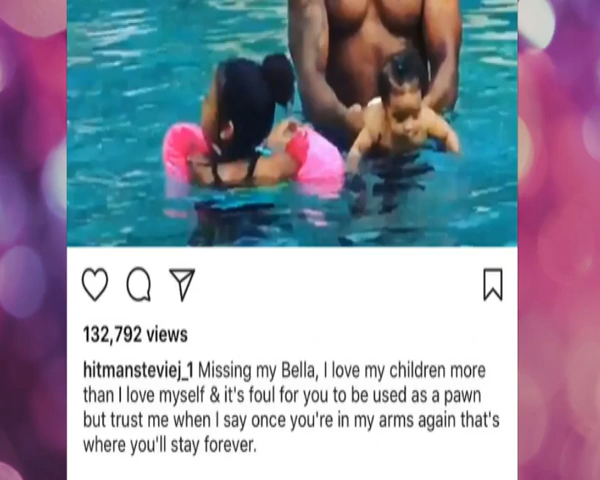 132,792 views
hitmansteviej_1 Missing my Bella, I love my children more
than I love myself & it's foul for you to be used as a pawn
but trust me when I say once you're in my arms again that's
where you'll stay forever.